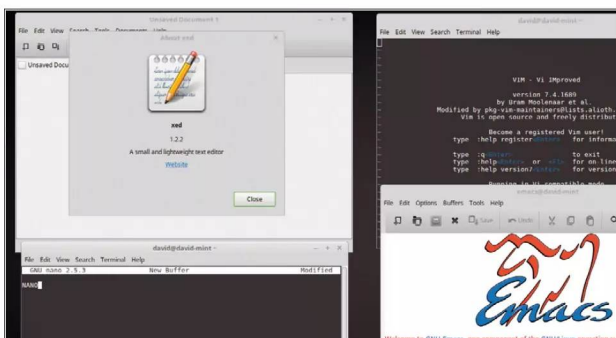 Unsaved Document 1
File Edit View Search Tools Documents Help
Unsaved Docu
About xed
xed
1.2.2
A small and lightweight text editor
Website
Close
david@david-mint ~
File Edit View Search Terminal Help
VIM - Vi IMproved
version 7.4.1689
by Bram Moolenaar et al.
Modified by pkg-vim-maintainers@lists.alioth.
Vim is open source and freely distribut
Become a registered Vim user!
type :help register<Enter> for informa
type :q<Enter> to exit
type :help<Enter> or <F1> for on-line
type :help version7<Enter> for version
Running in Vi compatible mode
david@david-mint ~
File Edit View Search Terminal Help
GNU nano 2.5.3 New Buffer Modified
NANO
emacs@david-mint
File Edit Options Buffers Tools Help
Save Undo
Emacs